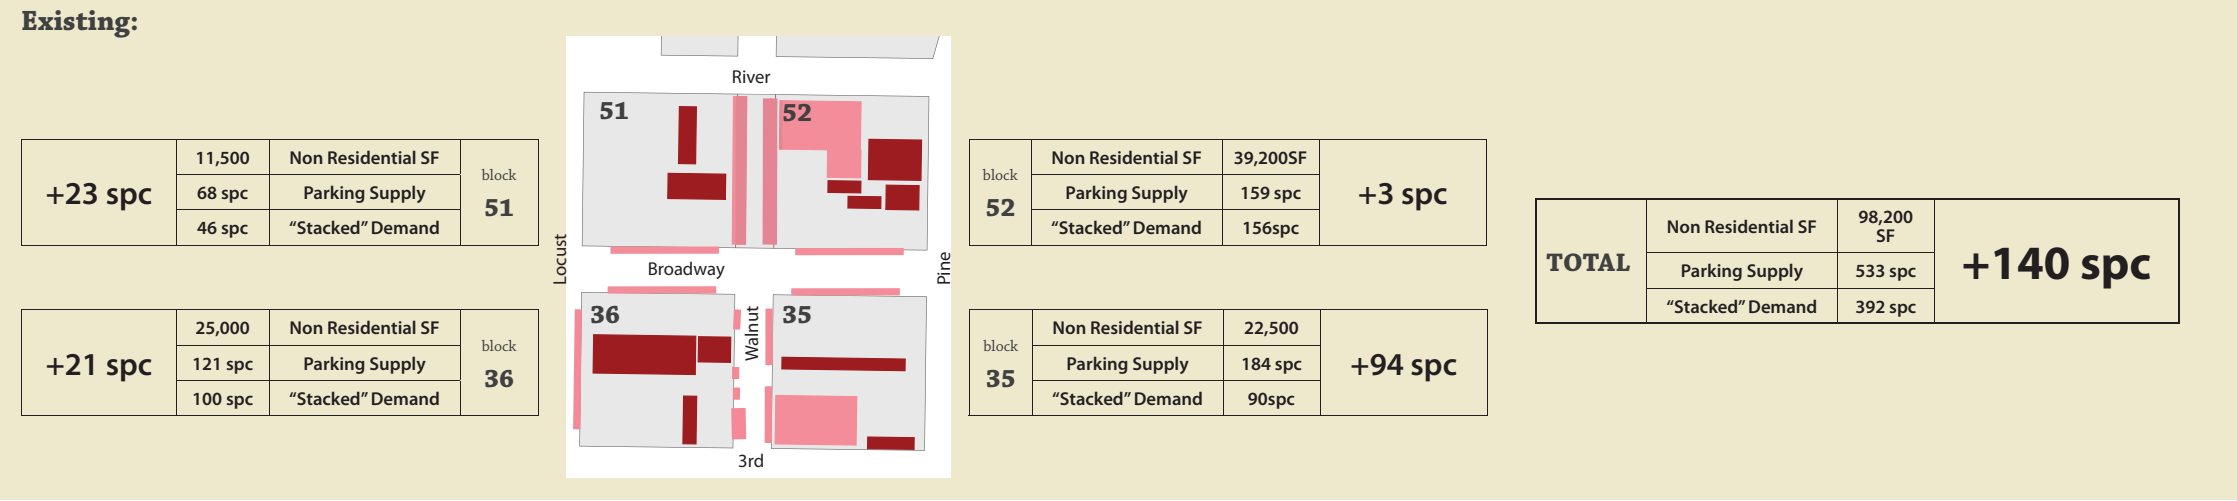 Existing:
+23 spc
11,500 Non Residential SF
68 spc Parking Supply
46 spc “Stacked” Demand
block
51
+21 spc
25,000 Non Residential SF
121 spc Parking Supply
100 spc “Stacked” Demand
block
36
River
51
52
Locust
Broadway
Pine
36
Walnut
35
3rd
block
52
Non Residential SF 39,200SF
Parking Supply 159 spc
“Stacked” Demand 156spc
+3 spc
block
35
Non Residential SF 22,500
Parking Supply 184 spc
“Stacked” Demand 90spc
+94 spc
TOTAL
Non Residential SF 98,200
SF
Parking Supply 533 spc
“Stacked” Demand 392 spc
+140 spc